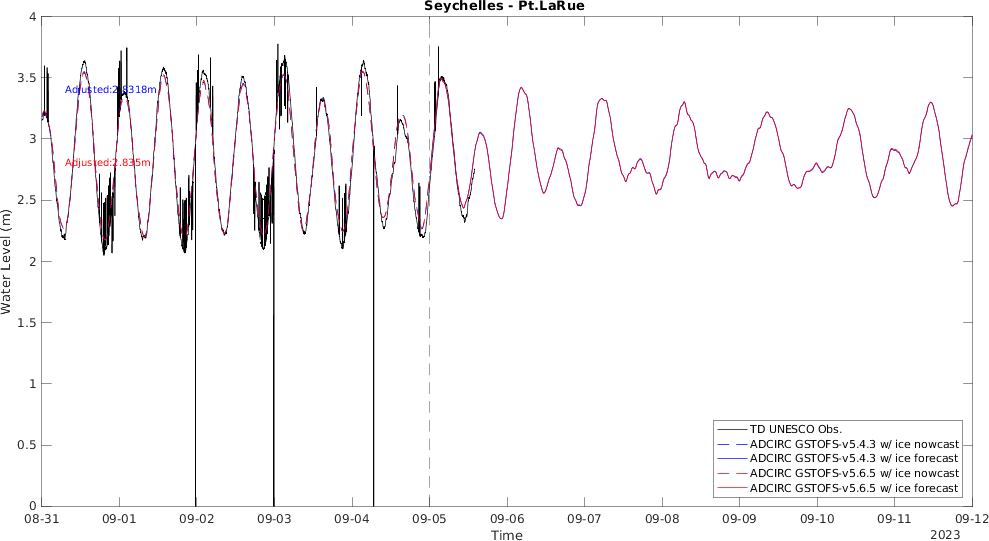 Seychelles - Pt.LaRue
Water Level (m)
4
3.5
3
2.5
2
1.5
1
0.5
0
Adjusted:2.8318m
Adjusted:2.835m
TD UNESCO Obs.
ADCIRC GSTOFS-v5.4.3 w/ ice nowcast
ADCIRC GSTOFS-v5.4.3 w/ ice forecast
ADCIRC GSTOFS-v5.6.5 w/ ice nowcast
ADCIRC GSTOFS-v5.6.5 w/ ice forecast
08-31 09-01 09-02 09-03 09-04 09-05 09-06 09-07 09-08 09-09 09-10 09-11 09-12
Time
2023